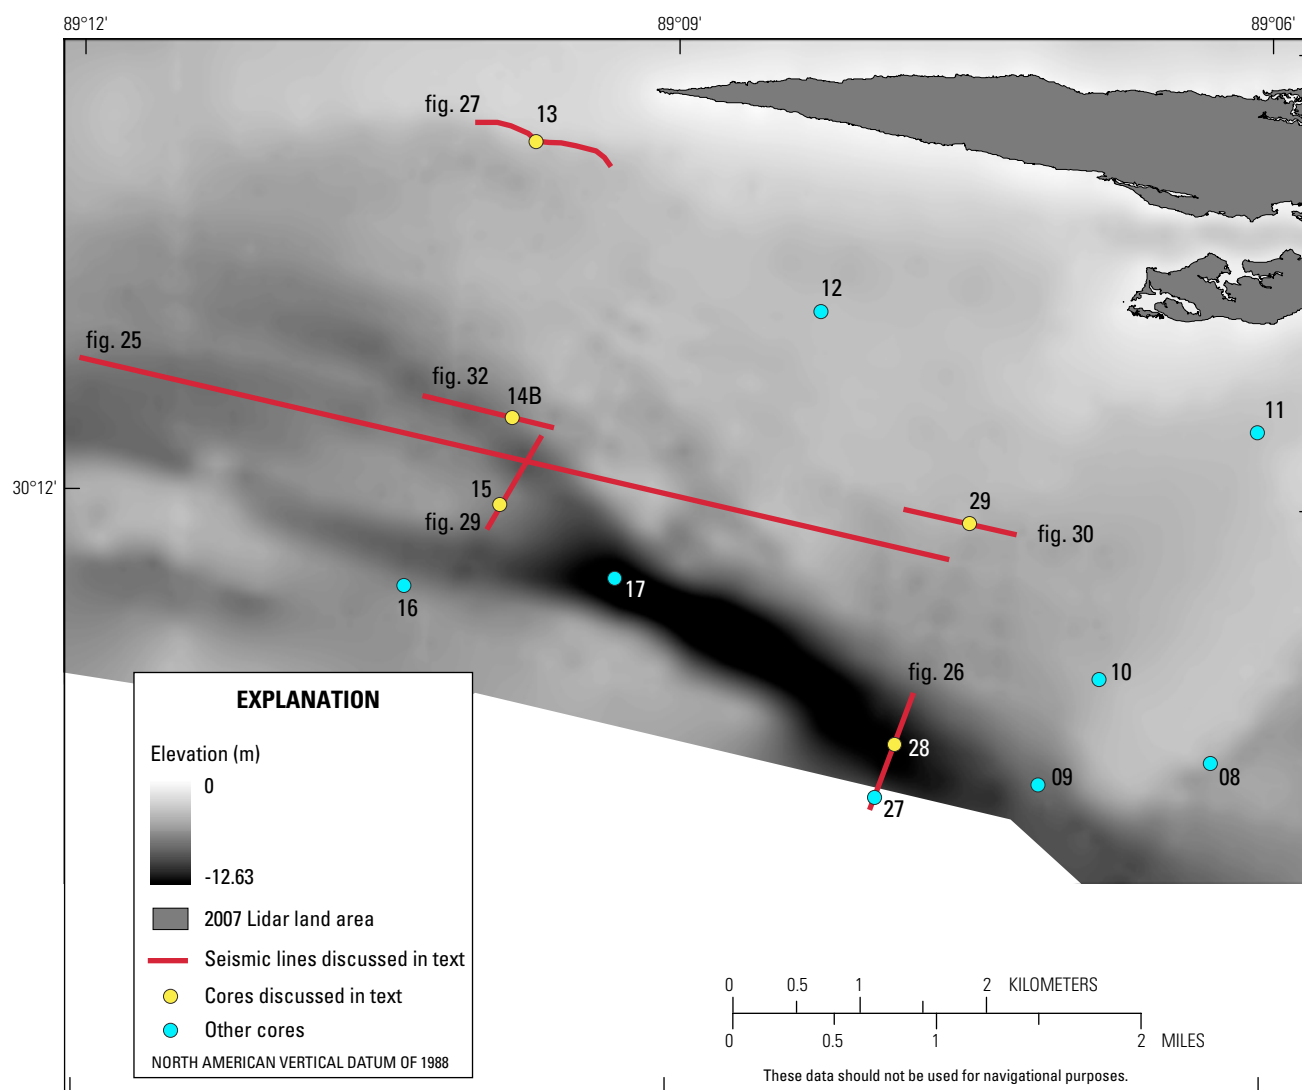 89°12' 89°09' 89°06'
fig. 27 13
12
fig. 25
fig. 32
14B
11
30°12'
15
fig. 29
29
fig. 30
17
16
fig. 26
10
28
09 08
27
EXPLANATION
Elevation (m)
0
-12.63
2007 Lidar land area
Seismic lines discussed in text
Cores discussed in text
Other cores
NORTH AMERICAN VERTICAL DATUM OF 1988
0 0.5 1 2 KILOMETERS
0 0.5 1 2 MILES
These data should not be used for navigational purposes.